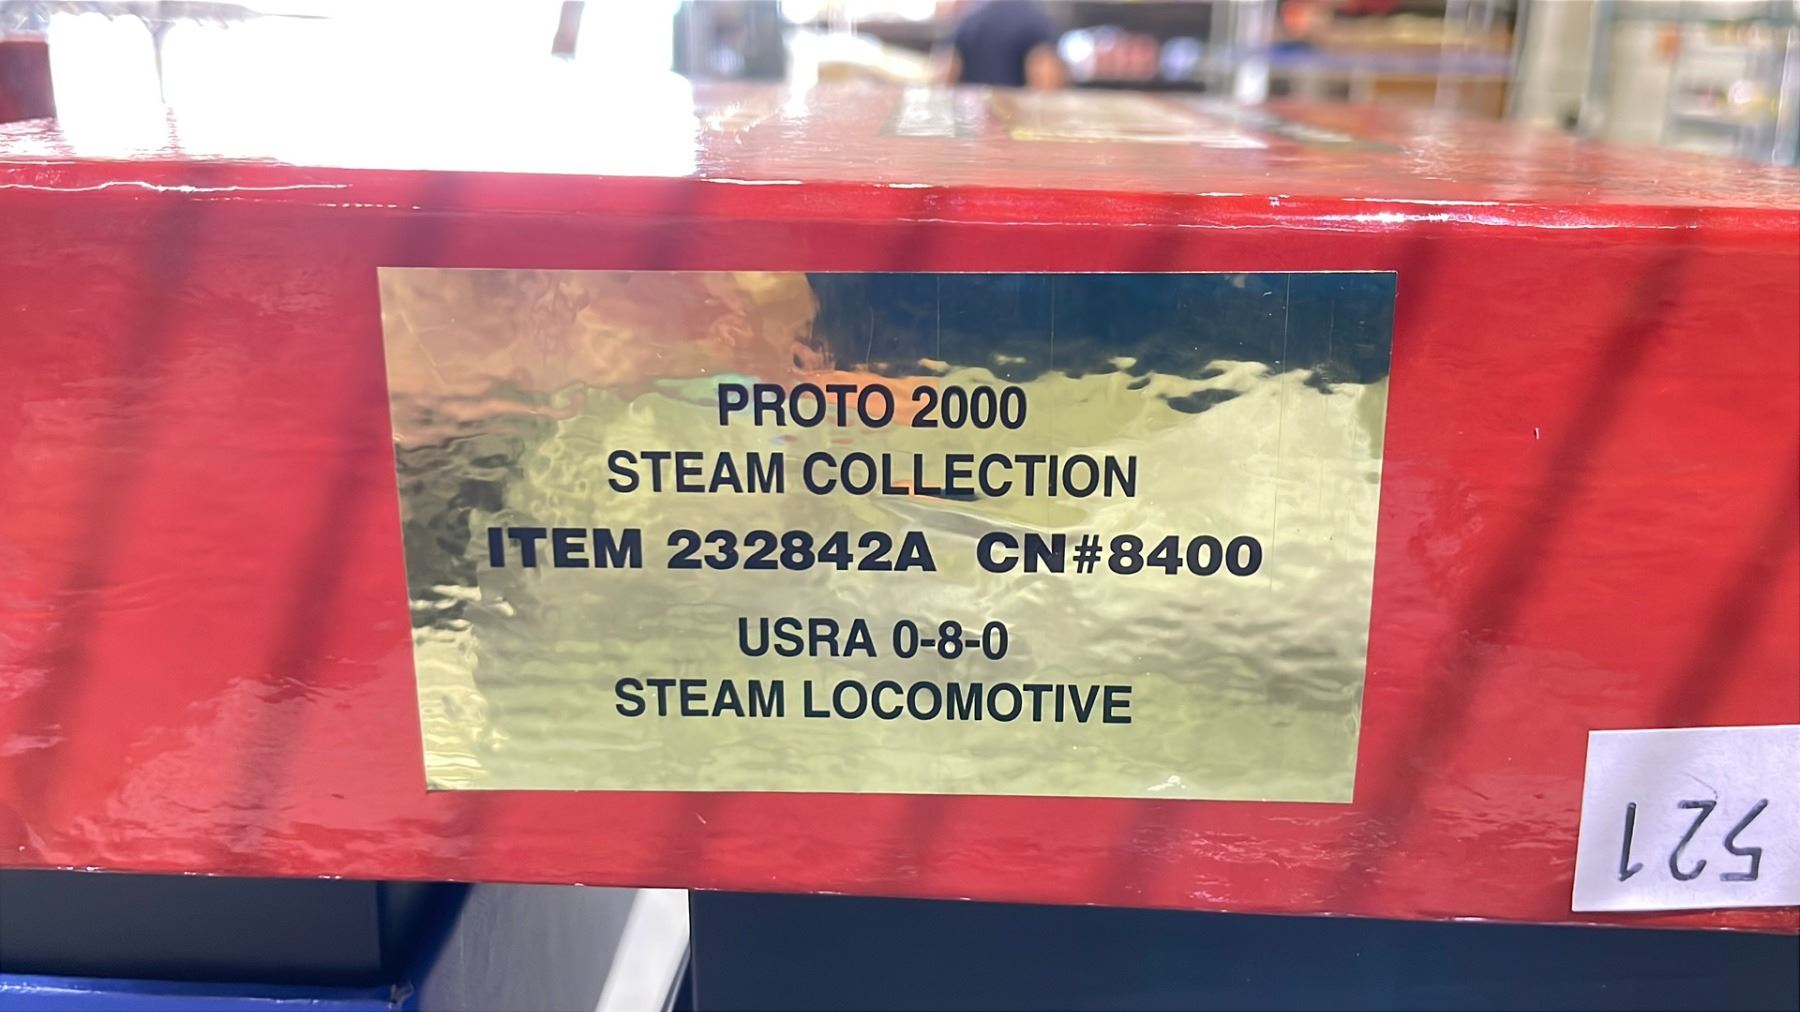 PROTO 2000
STEAM COLLECTION
ITEM 232842A CN#8400
USRA 0-8-0
STEAM LOCOMOTIVE
521